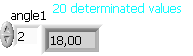 20 determinated values
angle1
2 18,00